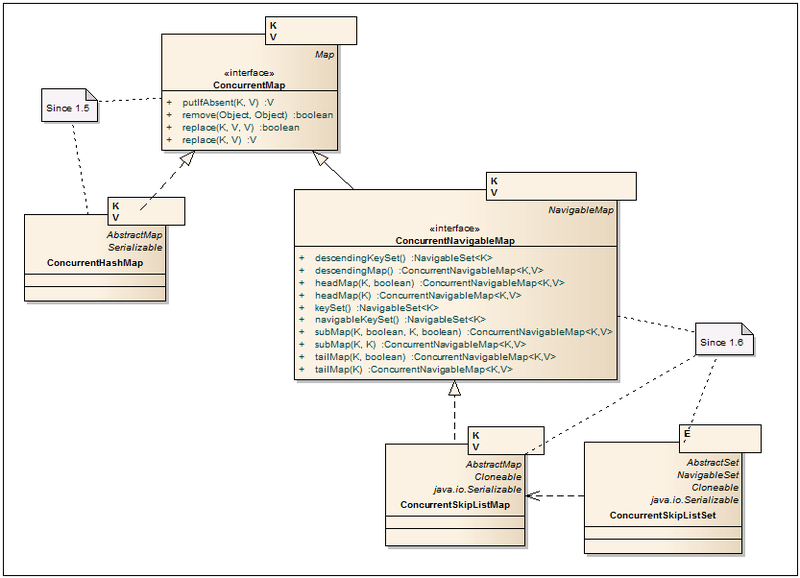 K
V
Map
«interface»
ConcurrentMap
+ putIfAbsent(K, V) :V
+ remove(Object, Object) :boolean
+ replace(K, V, V) :boolean
+ replace(K, V) :V
Since 1.5
K
V
AbstractMap
Serializable
ConcurrentHashMap
K
V
NavigableMap
«interface»
ConcurrentNavigableMap
+ descendingKeySet() :NavigableSet<K>
+ descendingMap() :ConcurrentNavigableMap<K,V>
+ headMap(K, boolean) :ConcurrentNavigableMap<K,V>
+ headMap(K) :ConcurrentNavigableMap<K,V>
+ keySet() :NavigableSet<K>
+ navigableKeySet() :NavigableSet<K>
+ subMap(K, boolean, K, boolean) :ConcurrentNavigableMap<K,V>
+ subMap(K, K) :ConcurrentNavigableMap<K,V>
+ tailMap(K, boolean) :ConcurrentNavigableMap<K,V>
+ tailMap(K) :ConcurrentNavigableMap<K,V>
Since 1.6
K
V
AbstractMap
Cloneable
java.io.Serializable
ConcurrentSkipListMap
E
AbstractSet
NavigableSet
Cloneable
java.io.Serializable
ConcurrentSkipListSet